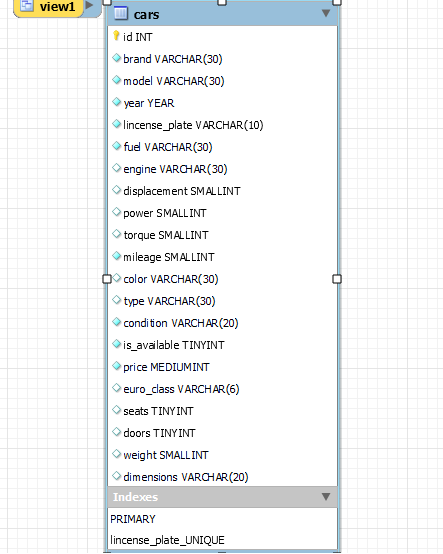 view1
cars
id INT
brand VARCHAR(30)
model VARCHAR(30)
year YEAR
lincense_plate VARCHAR(10)
fuel VARCHAR(30)
engine VARCHAR(30)
displacement SMALLINT
power SMALLINT
torque SMALLINT
mileage SMALLINT
color VARCHAR(30)
type VARCHAR(30)
condition VARCHAR(20)
is_available TINYINT
price MEDIUMINT
euro_class VARCHAR(6)
seats TINYINT
doors TINYINT
weight SMALLINT
dimensions VARCHAR(20)
Indexes
PRIMARY
lincense_plate_UNIQUE